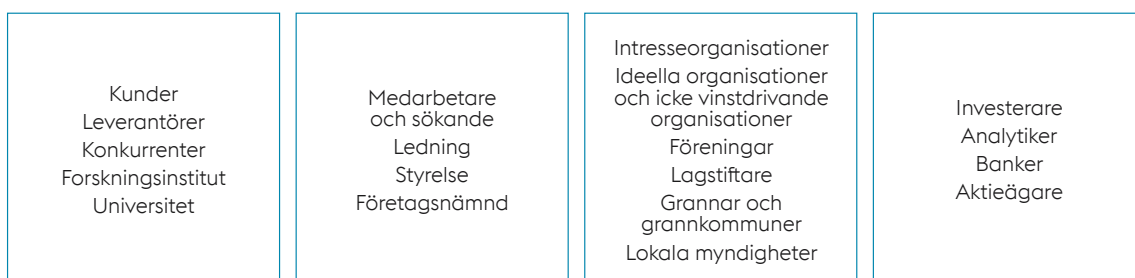 Kunder
Leverantörer
Konkurrenter
Forskningsinstitut
Universitet
Medarbetare
och sökande
Ledning
Styrelse
Företagsnämnd
Intresseorganisationer
Ideella organisationer
och icke vinstdrivande
organisationer
Föreningar
Lagstiftare
Grannar och
grannkommuner
Lokala myndigheter
Investerare
Analytiker
Banker
Aktieägare